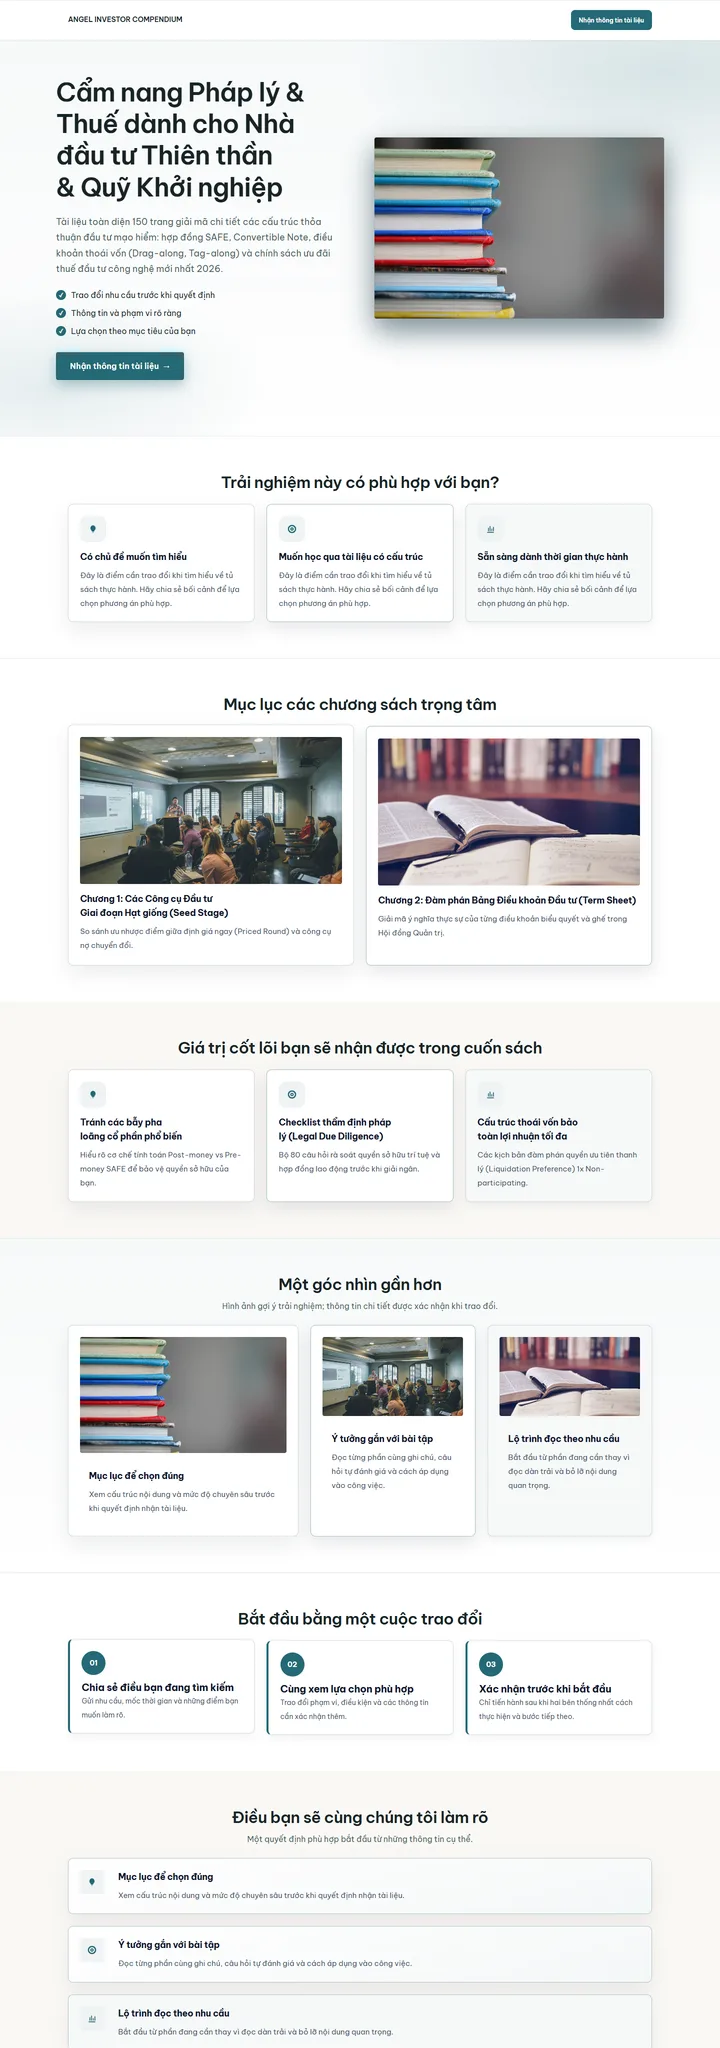 ANGEL INVESTOR COMPENDIUM
Nhận thông tin tài liệu
Cẩm nang Pháp lý &
Thuế dành cho Nhà
đầu tư Thiên thần
& Quỹ Khởi nghiệp
Tài liệu toàn diện 150 trang giải mã chi tiết các cấu trúc thỏa
thuận đầu tư mạo hiểm: hợp đồng SAFE, Convertible Note, điều
khoản thoái vốn (Drag-along, Tag-along) và chính sách ưu đãi
thuế đầu tư công nghệ mới nhất 2026.
Trao đổi nhu cầu trước khi quyết định
Thông tin và phạm vi rõ ràng
Lựa chọn theo mục tiêu của bạn
Nhận thông tin tài liệu →
Trải nghiệm này có phù hợp với bạn?
Có chủ đề muốn tìm hiểu
Đây là điểm cần trao đổi khi tìm hiểu về tủ
sách thực hành. Hãy chia sẻ bối cảnh để lựa
chọn phương án phù hợp.
Muốn học qua tài liệu có cấu trúc
Đây là điểm cần trao đổi khi tìm hiểu về tủ
sách thực hành. Hãy chia sẻ bối cảnh để lựa
chọn phương án phù hợp.
Sẵn sàng dành thời gian thực hành
Đây là điểm cần trao đổi khi tìm hiểu về tủ
sách thực hành. Hãy chia sẻ bối cảnh để lựa
chọn phương án phù hợp.
Mục lục các chương sách trọng tâm
Chương 1: Các Công cụ Đầu tư
Giai đoạn Hạt giống (Seed Stage)
So sánh ưu nhược điểm giữa định giá ngay (Priced Round) và công cụ
nợ chuyển đổi.
Chương 2: Đàm phán Bảng Điều khoản Đầu tư (Term Sheet)
Giải mã ý nghĩa thực sự của từng điều khoản biểu quyết và ghế trong
Hội đồng Quản trị.
Giá trị cốt lõi bạn sẽ nhận được trong cuốn sách
Tránh các bẫy pha
loãng cổ phần phổ biến
Hiểu rõ cơ chế tính toán Post-money vs Pre-
money SAFE để bảo vệ quyền sở hữu của
bạn.
Checklist thẩm định pháp
lý (Legal Due Diligence)
Bộ 80 câu hỏi rà soát quyền sở hữu trí tuệ và
hợp đồng lao động trước khi giải ngân.
Cấu trúc thoái vốn bảo
toàn lợi nhuận tối đa
Các kịch bản đàm phán quyền ưu tiên thanh
lý (Liquidation Preference) 1x Non-
participating.
Một góc nhìn gần hơn
Hình ảnh gợi ý trải nghiệm; thông tin chi tiết được xác nhận khi trao đổi.
Mục lục để chọn đúng
Xem cấu trúc nội dung và mức độ chuyên sâu trước
khi quyết định nhận tài liệu.
Ý tưởng gắn với bài tập
Đọc từng phần cùng ghi chú, câu
hỏi tự đánh giá và cách áp dụng
vào công việc.
Lộ trình đọc theo nhu cầu
Bắt đầu từ phần đang cần thay vì
đọc dàn trải và bỏ lỡ nội dung
quan trọng.
Bắt đầu bằng một cuộc trao đổi
01
Chia sẻ điều bạn đang tìm kiếm
Gửi nhu cầu, mốc thời gian và những điểm bạn
muốn làm rõ.
02
Cùng xem lựa chọn phù hợp
Trao đổi phạm vi, điều kiện và các thông tin
cần xác nhận thêm.
03
Xác nhận trước khi bắt đầu
Chỉ tiến hành sau khi hai bên thống nhất cách
thực hiện và bước tiếp theo.
Điều bạn sẽ cùng chúng tôi làm rõ
Một quyết định phù hợp bắt đầu từ những thông tin cụ thể.
Mục lục để chọn đúng
Xem cấu trúc nội dung và mức độ chuyên sâu trước khi quyết định nhận tài liệu.
Ý tưởng gắn với bài tập
Đọc từng phần cùng ghi chú, câu hỏi tự đánh giá và cách áp dụng vào công việc.
Lộ trình đọc theo nhu cầu
Bắt đầu từ phần đang cần thay vì đọc dàn trải và bỏ lỡ nội dung quan trọng.